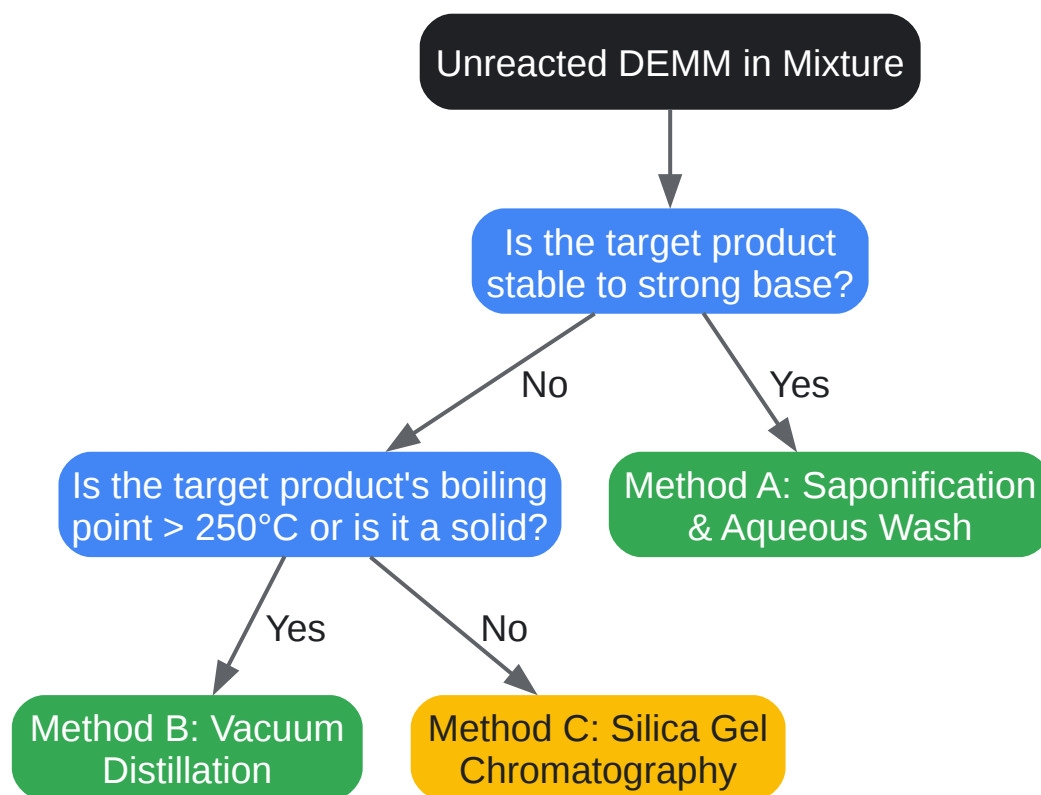 Unreacted DEMM in Mixture
Is the target product
stable to strong base?
No
Yes
Is the target product's boiling
point > 250°C or is it a solid?
Method A: Saponification
& Aqueous Wash
Yes
No
Method B: Vacuum
Distillation
Method C: Silica Gel
Chromatography